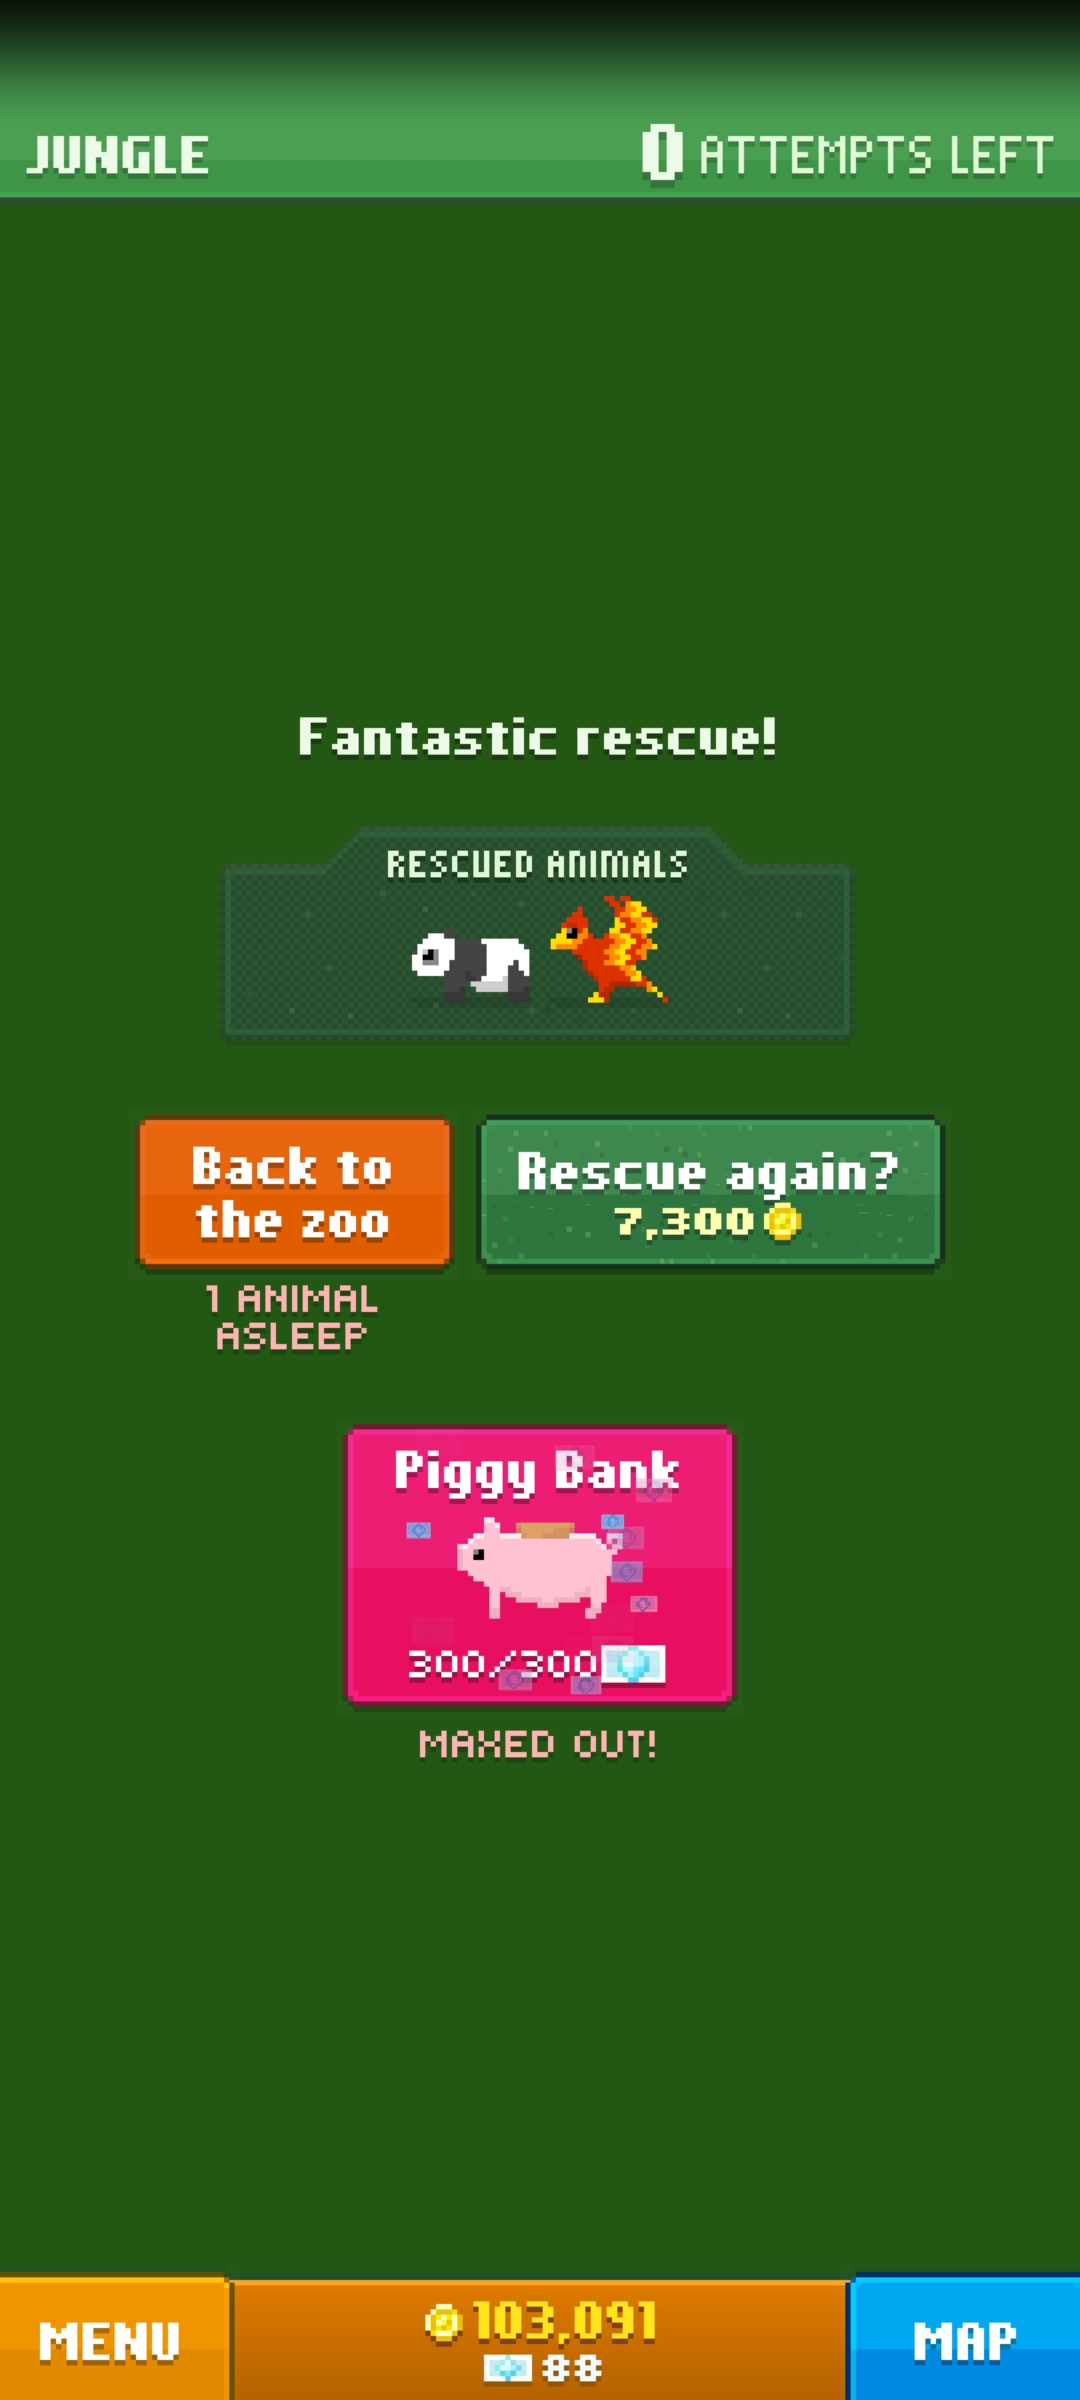 JUNGLE
0 ATTEMPTS LEFT
Fantastic rescue!
RESCUED ANIMALS
Back to
the zoo
Rescue again?
7,300
1 ANIMAL
ASLEEP
Piggy Bank
300/300
MAXED OUT!
MENU
103,091
88
MAP